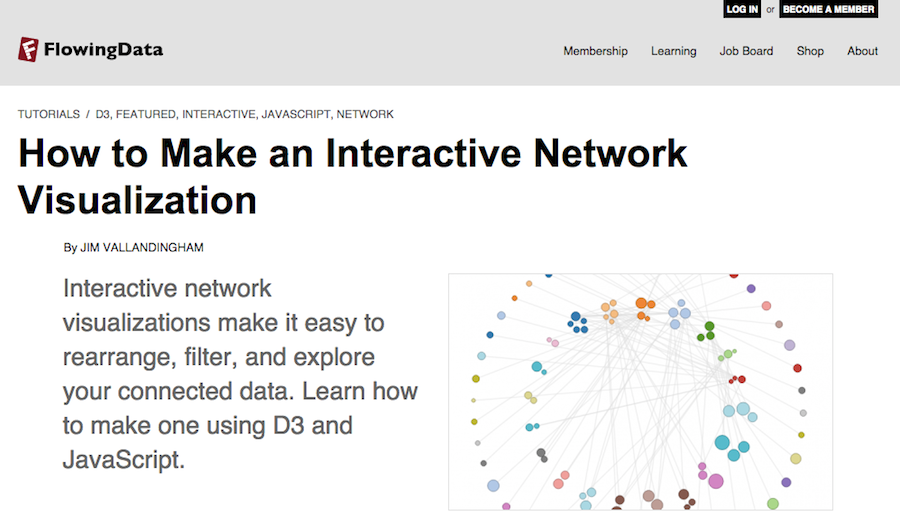 LOG IN or BECOME A MEMBER
FlowingData
Membership Learning Job Board Shop About
TUTORIALS / D3, FEATURED, INTERACTIVE, JAVASCRIPT, NETWORK
How to Make an Interactive Network
Visualization
By JIM VALLANDINGHAM
Interactive network
visualizations make it easy to
rearrange, filter, and explore
your connected data. Learn how
to make one using D3 and
JavaScript.